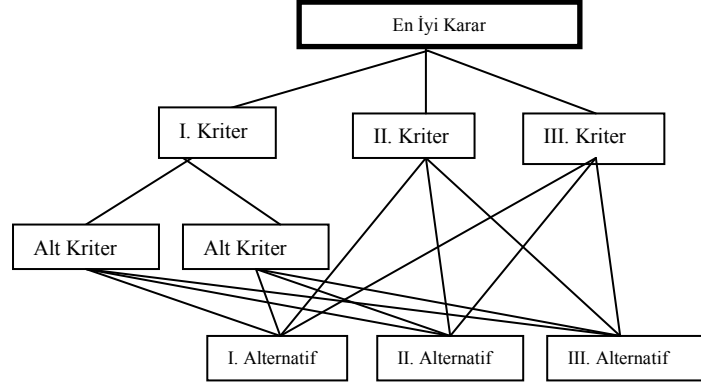 En İyi Karar
I. Kriter
II. Kriter
III. Kriter
Alt Kriter
Alt Kriter
I. Alternatif
II. Alternatif
III. Alternatif